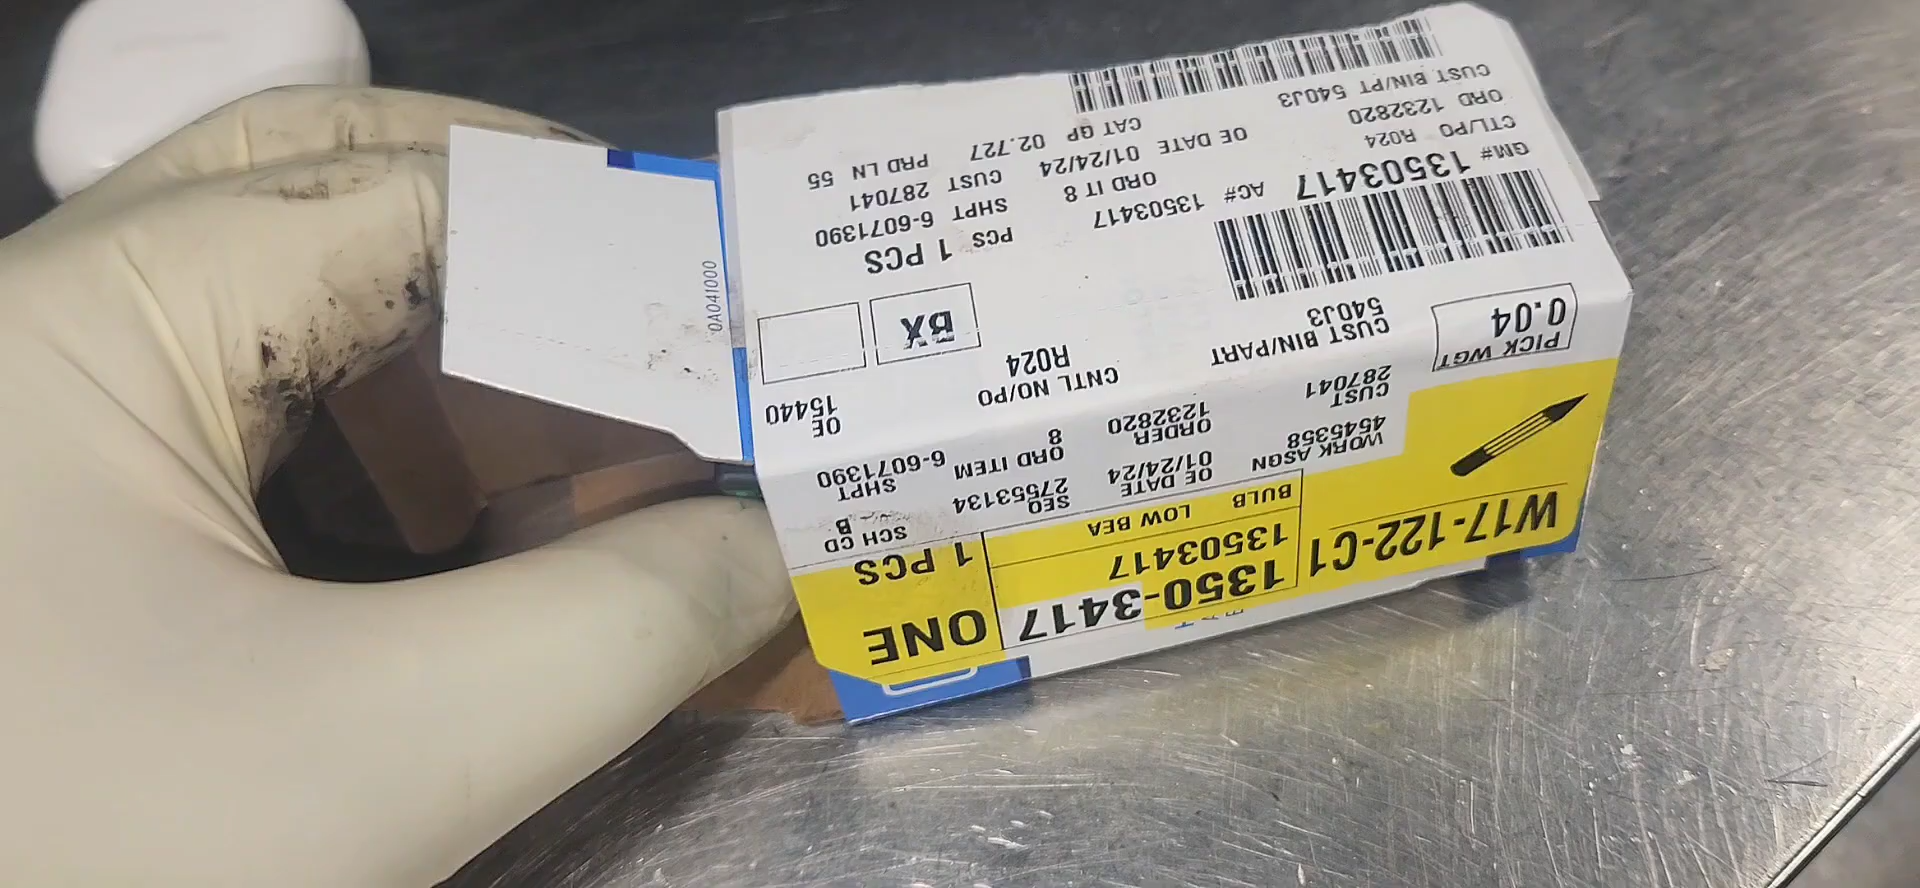 W17-122-C1
1350-3417
ONE
13503417
1 PCS
LOW BEA
BULB
WORK ASGN
4545358
OE DATE
01/24/24
SEQ
27553134
SCH CD
B
CUST
287041
ORDER
1232820
ORD ITEM
8
SHPT
6-6071390
PICK WGT
0.04
CUST BIN/PART
540J3
CNTL NO/PO
R024
OE
15440
BX
GM# 13503417
AC# 13503417
PCS 1 PCS
CTL/PO R024
ORD IT 8
SHPT 6-6071390
ORD 1232820
OE DATE 01/24/24
CUST 287041
CUST BIN/PT 540J3
CAT GP 02.727
PRD LN 55
0A041000